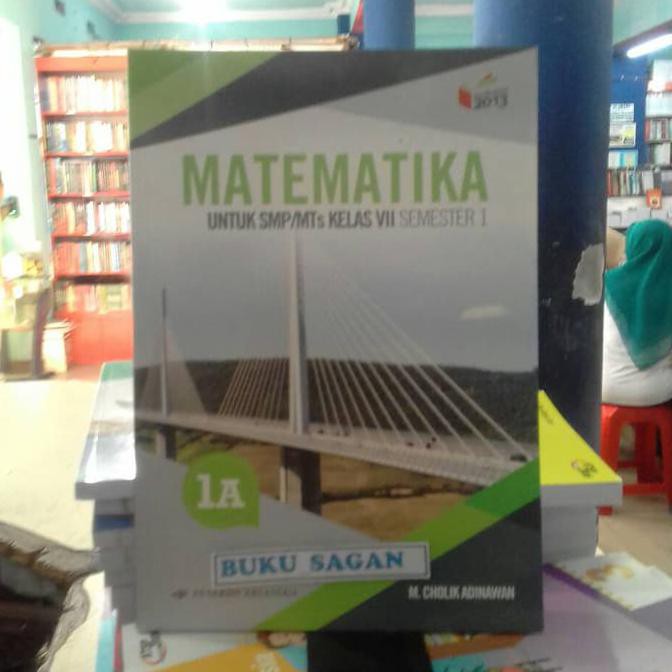 2013
MATEMATIKA
UNTUK SMP/MTs KELAS VII SEMESTER 1
1A
BUKU SAGAN
M. CHOLIK ADINAWAN